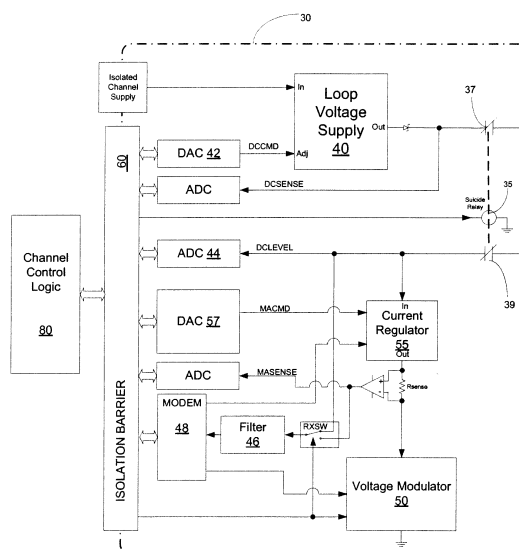 30
Isolated
Channel
Supply
In
Loop
Voltage
Supply
40
Out
Adj
37
60
DAC 42
DCCMD
ADC
DCSENSE
35
Suicide
Relay
Channel
Control
Logic
80
ADC 44
DCLEVEL
39
DAC 57
MACMD
In
Current
Regulator
55
Out
ADC
MASENSE
Rsense
MODEM
48
Filter
46
RXSW
ISOLATION BARRIER
Voltage Modulator
50